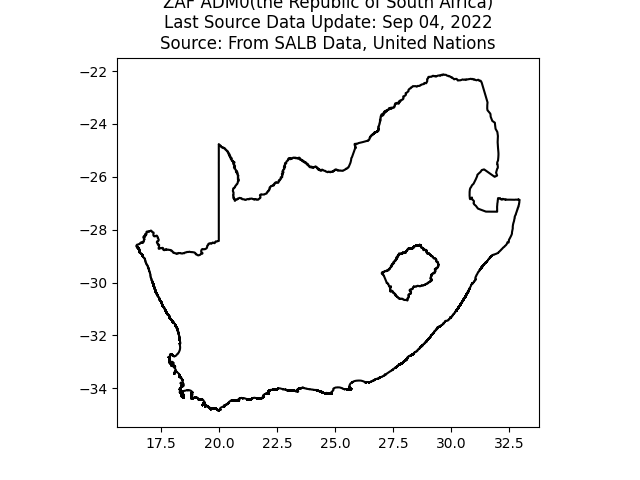 ZAF ADM0(the Republic of South Africa)
Last Source Data Update: Sep 04, 2022
Source: From SALB Data, United Nations
−22
−24
−26
−28
−30
−32
−34
17.5 20.0 22.5 25.0 27.5 30.0 32.5